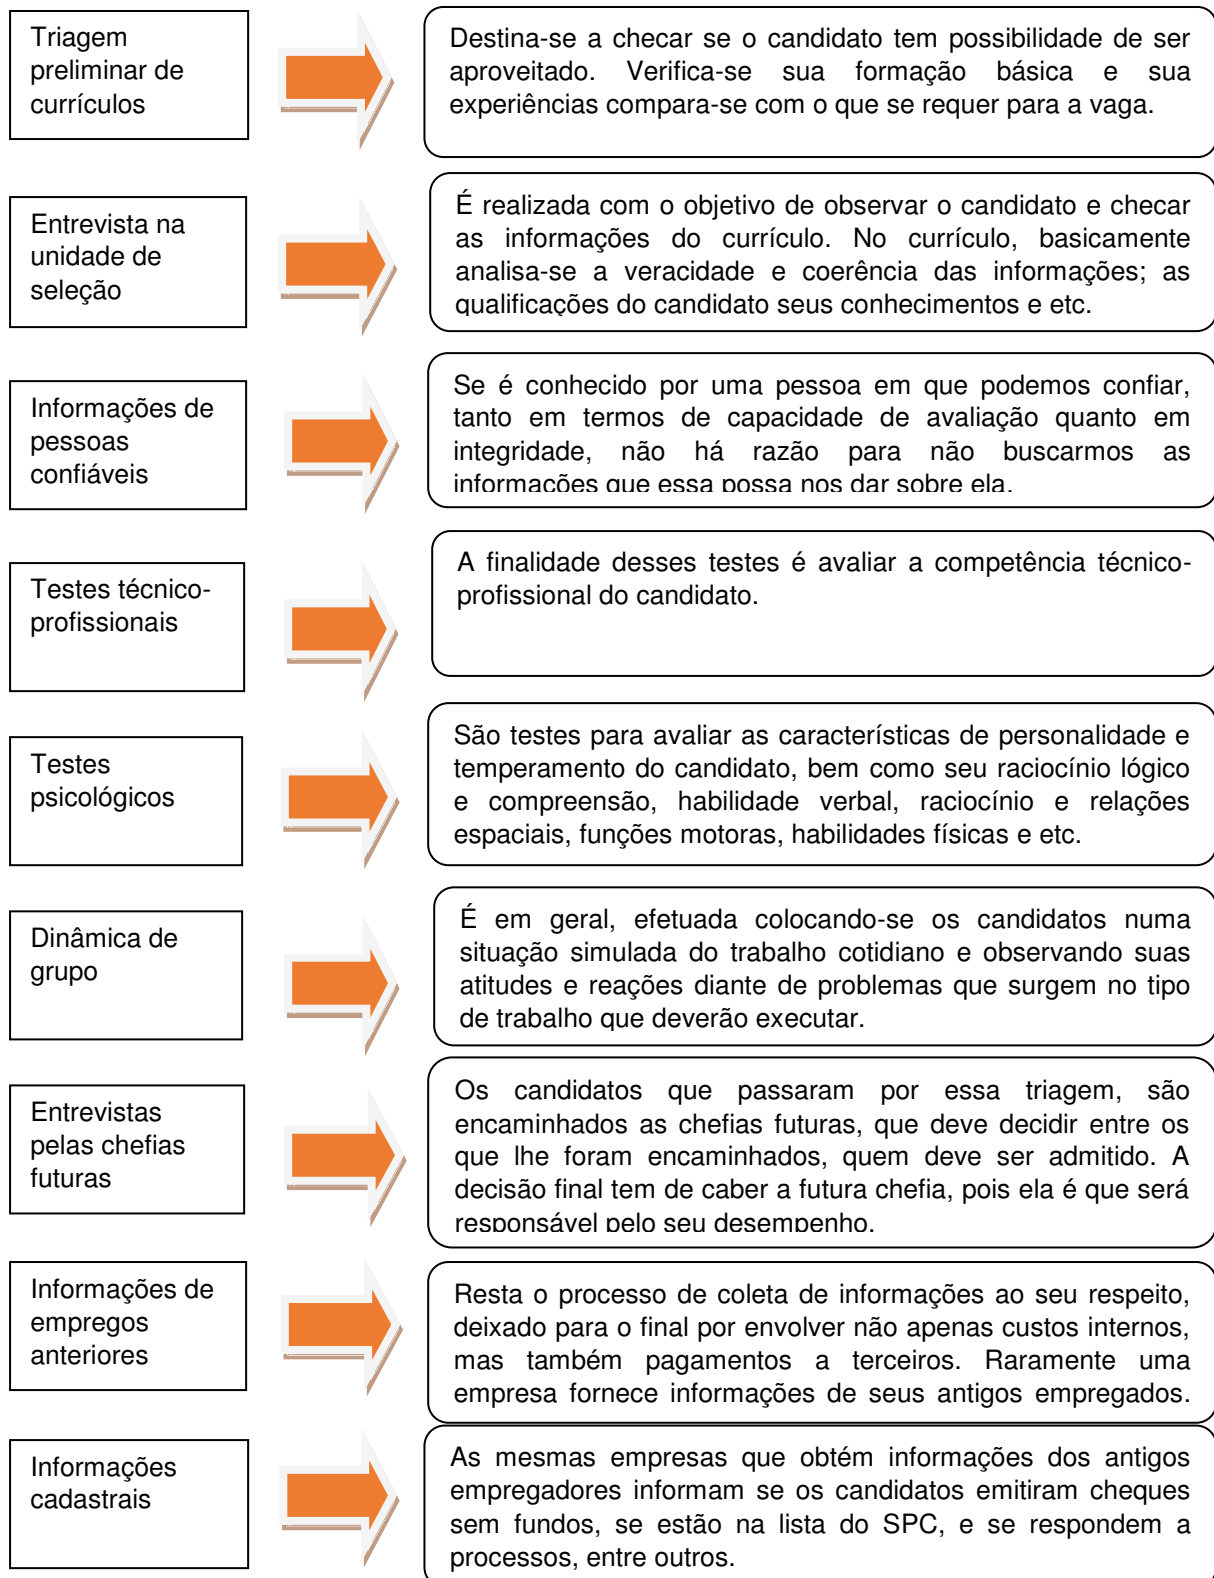 Triagem
preliminar de
currículos
Destina-se a checar se o candidato tem possibilidade de ser
aproveitado. Verifica-se sua formação básica e sua
experiências compara-se com o que se requer para a vaga.
Entrevista na
unidade de
seleção
É realizada com o objetivo de observar o candidato e checar
as informações do currículo. No currículo, basicamente
analisa-se a veracidade e coerência das informações; as
qualificações do candidato seus conhecimentos e etc.
Informações de
pessoas
confiáveis
Se é conhecido por uma pessoa em que podemos confiar,
tanto em termos de capacidade de avaliação quanto em
integridade, não há razão para não buscarmos as
informações que essa possa nos dar sobre ela.
Testes técnico-
profissionais
A finalidade desses testes é avaliar a competência técnico-
profissional do candidato.
Testes
psicológicos
São testes para avaliar as características de personalidade e
temperamento do candidato, bem como seu raciocínio lógico
e compreensão, habilidade verbal, raciocínio e relações
espaciais, funções motoras, habilidades físicas e etc.
Dinâmica de
grupo
É em geral, efetuada colocando-se os candidatos numa
situação simulada do trabalho cotidiano e observando suas
atitudes e reações diante de problemas que surgem no tipo
de trabalho que deverão executar.
Entrevistas
pelas chefias
futuras
Os candidatos que passaram por essa triagem, são
encaminhados as chefias futuras, que deve decidir entre os
que lhe foram encaminhados, quem deve ser admitido. A
decisão final tem de caber a futura chefia, pois ela é que será
responsável pelo seu desempenho.
Informações de
empregos
anteriores
Resta o processo de coleta de informações ao seu respeito,
deixado para o final por envolver não apenas custos internos,
mas também pagamentos a terceiros. Raramente uma
empresa fornece informações de seus antigos empregados.
Informações
cadastrais
As mesmas empresas que obtém informações dos antigos
empregadores informam se os candidatos emitiram cheques
sem fundos, se estão na lista do SPC, e se respondem a
processos, entre outros.